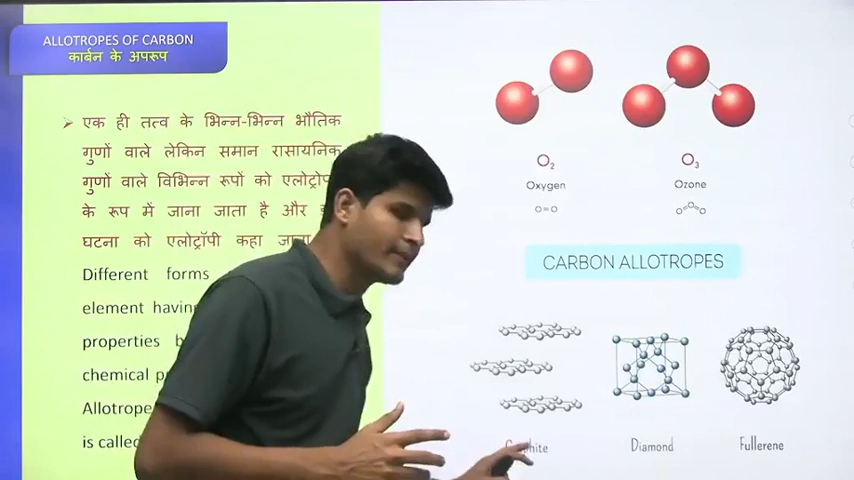 ALLOTROPES OF CARBON
कार्बन के अपरूप
एक ही तत्व के भिन्न-भिन्न भौतिक
गुणों वाले लेकिन समान रासायनिक
गुणों वाले विभिन्न रूपों को
के रूप में जाना जाता है और
घटना को एलोट्रॉपी कहा
Different forms
element having
properties
chemical
Allotrope
is called
O2
O3
Oxygen
Ozone
O=O
CARBON ALLOTROPES
Diamond
Fullerene